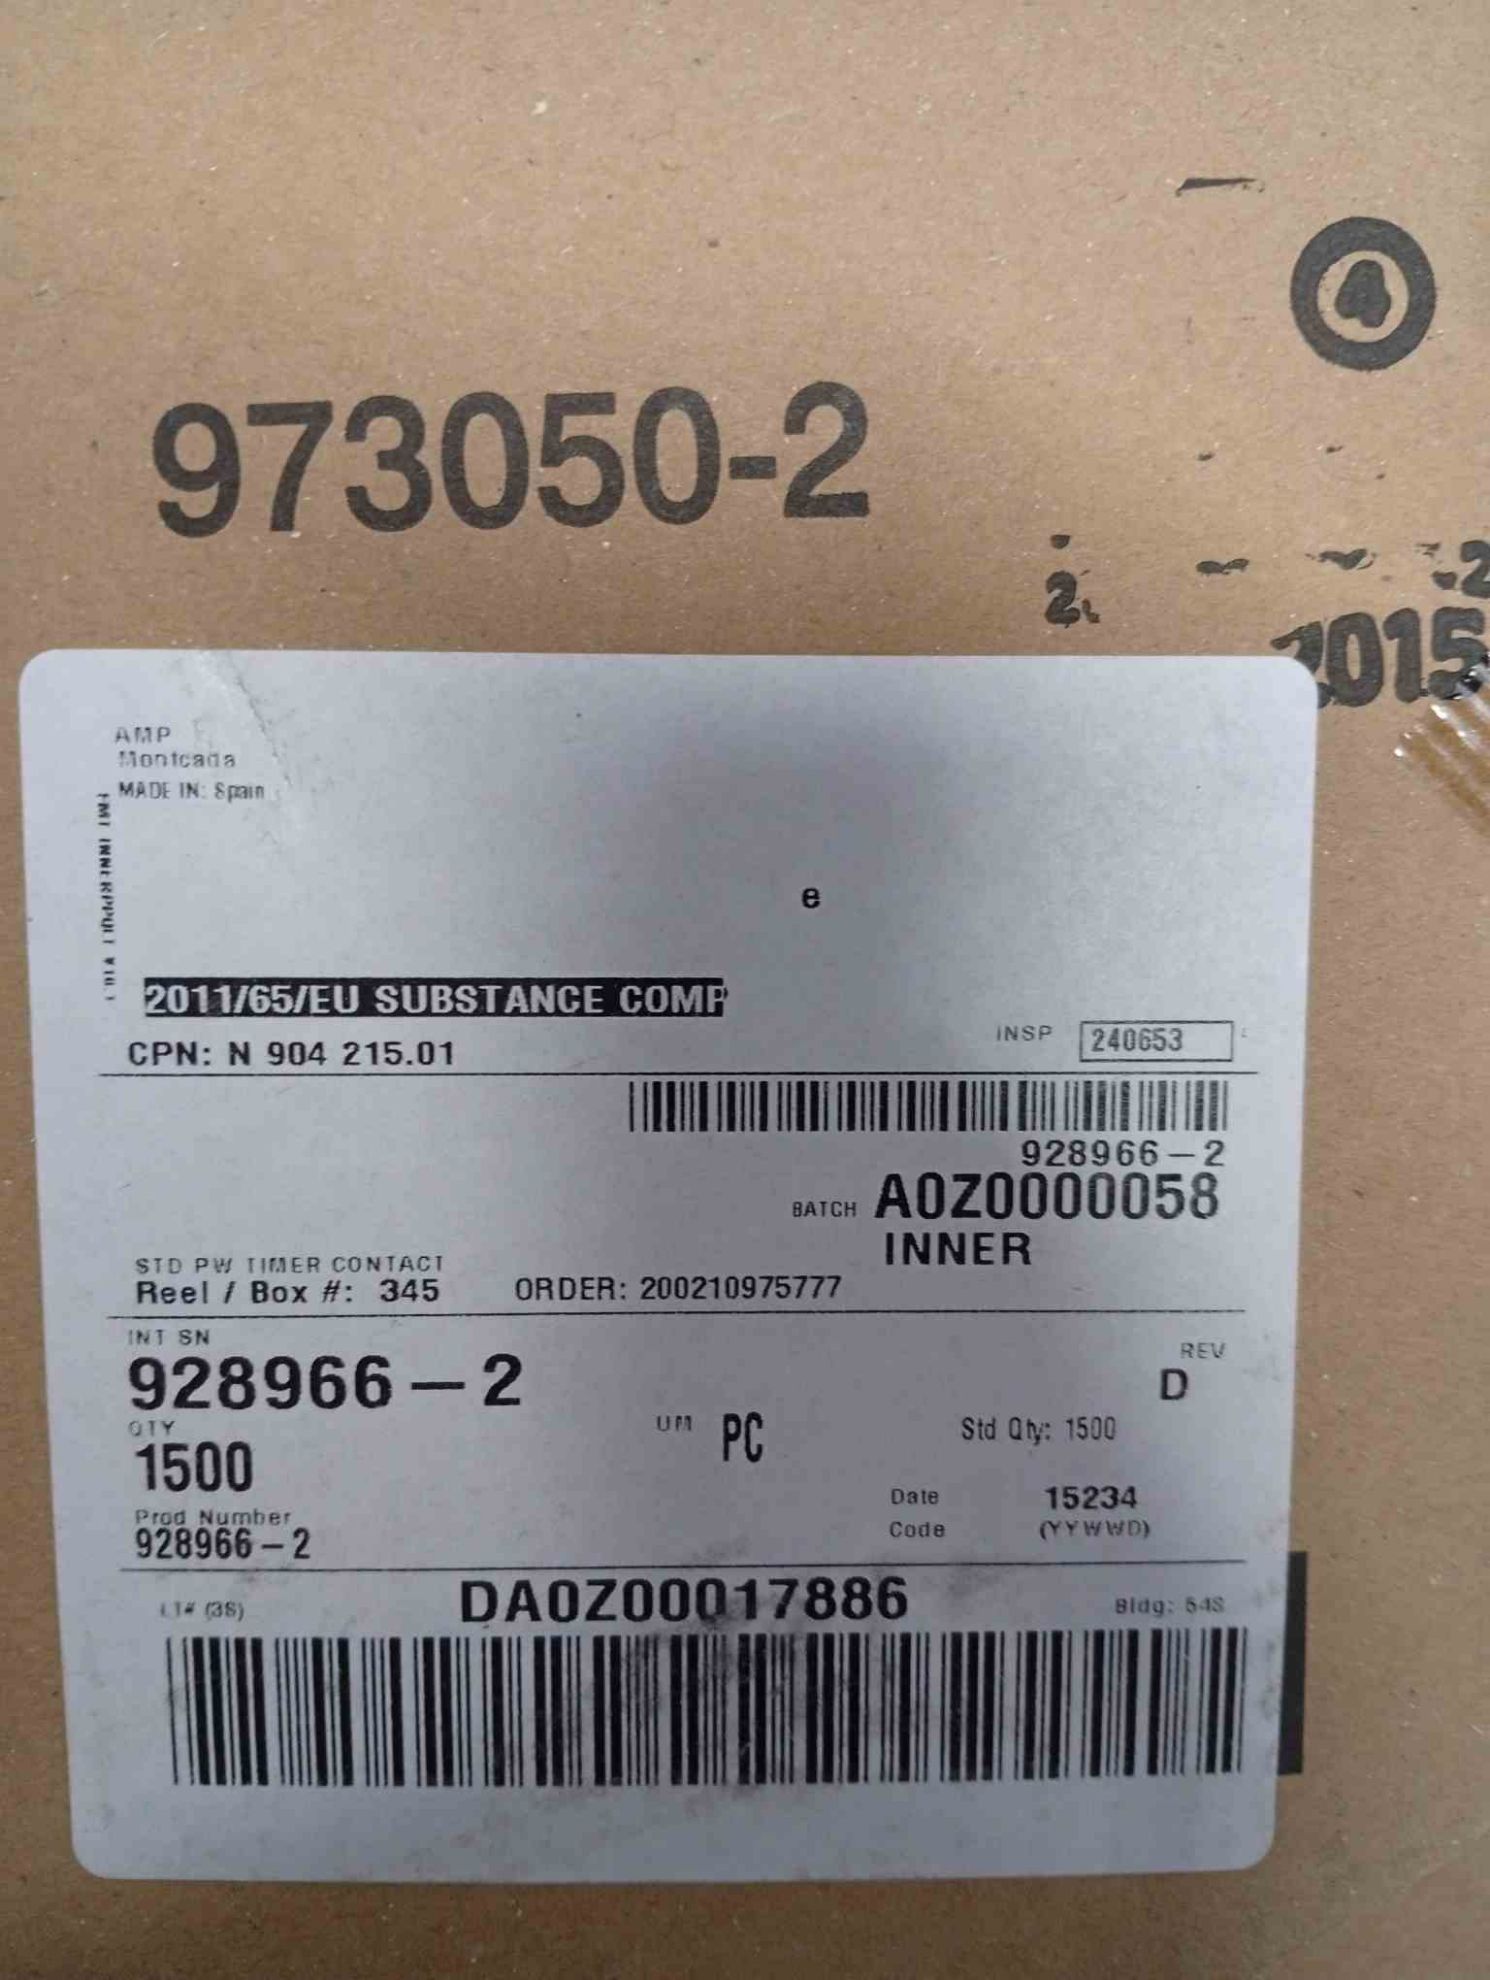 4
973050-2
2.
.2
2015
AMP
Montcada
MADE IN: Spain
e
2011/65/EU SUBSTANCE COMP
CPN: N 904 215.01
INSP 240653
928966-2
BATCH A0Z0000058
INNER
STD PW TIMER CONTACT
Reel / Box #: 345 ORDER: 200210975777
INT SN
928966-2
REV
D
QTY
1500
UM PC
Std Qty: 1500
Prod Number
928966-2
Date Code 15234
(YYWWD)
LT# (3S) DA0Z00017886 Bldg: 54S